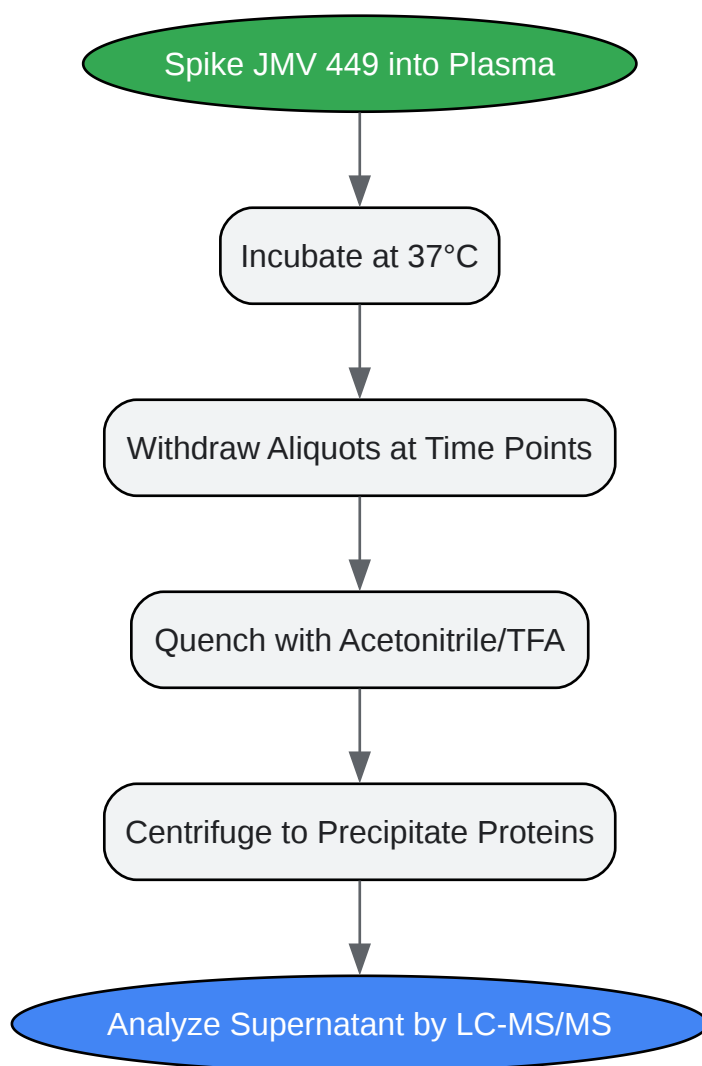 Spike JMV 449 into Plasma
Incubate at 37°C
Withdraw Aliquots at Time Points
Quench with Acetonitrile/TFA
Centrifuge to Precipitate Proteins
Analyze Supernatant by LC-MS/MS